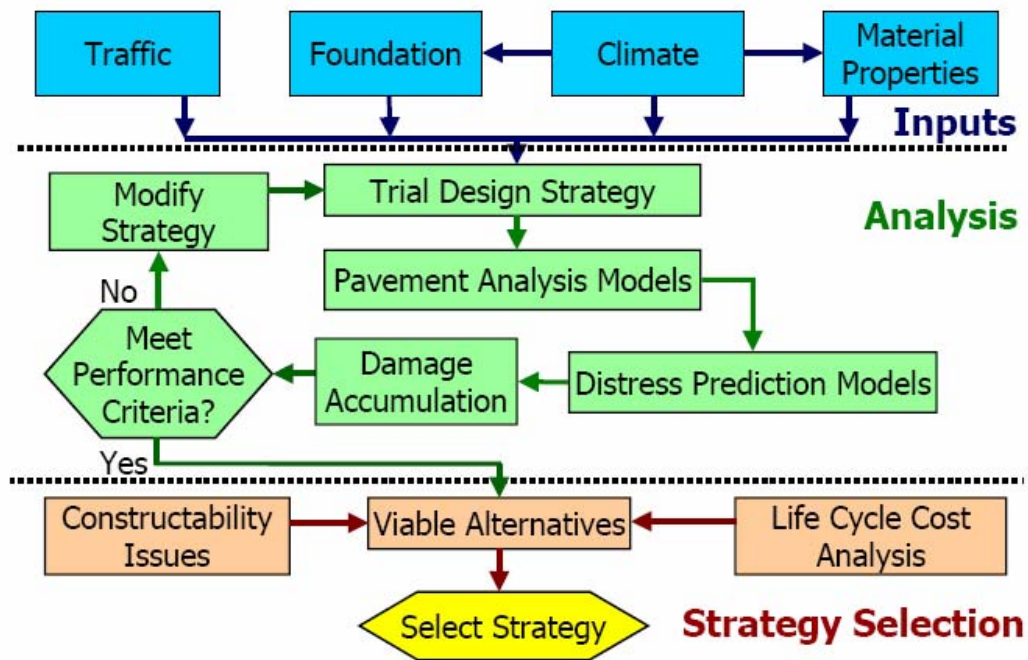 Traffic
Foundation
Climate
Material
Properties
Inputs
Modify
Strategy
Trial Design Strategy
Analysis
Pavement Analysis Models
No
Meet
Performance
Criteria?
Damage
Accumulation
Distress Prediction Models
Yes
Constructability
Issues
Viable Alternatives
Life Cycle Cost
Analysis
Select Strategy
Strategy Selection